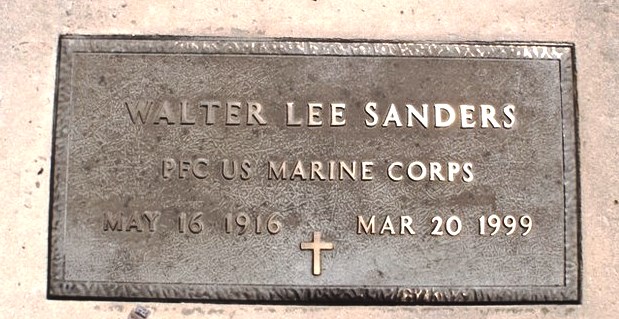 WALTER LEE SANDERS
PFC US MARINE CORPS
MAY 16 1916 MAR 20 1999